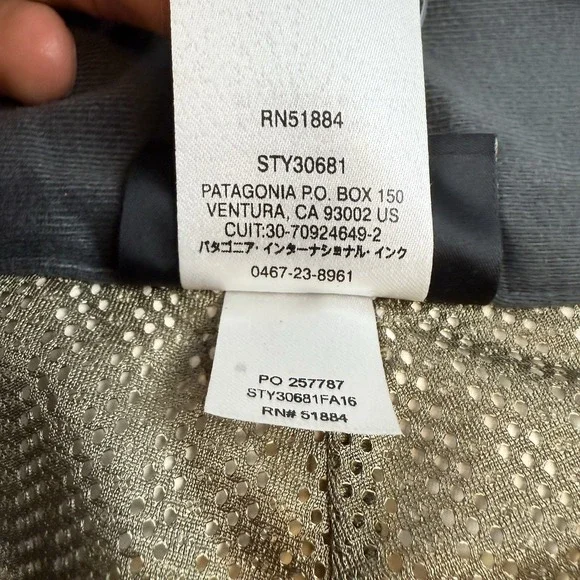 RN51884
STY30681
PATAGONIA P.O. BOX 150
VENTURA, CA 93002 US
CUIT:30-70924649-2
パタゴニア・インターナショナル・インク
0467-23-8961
PO 257787
STY30681FA16
RN# 51884